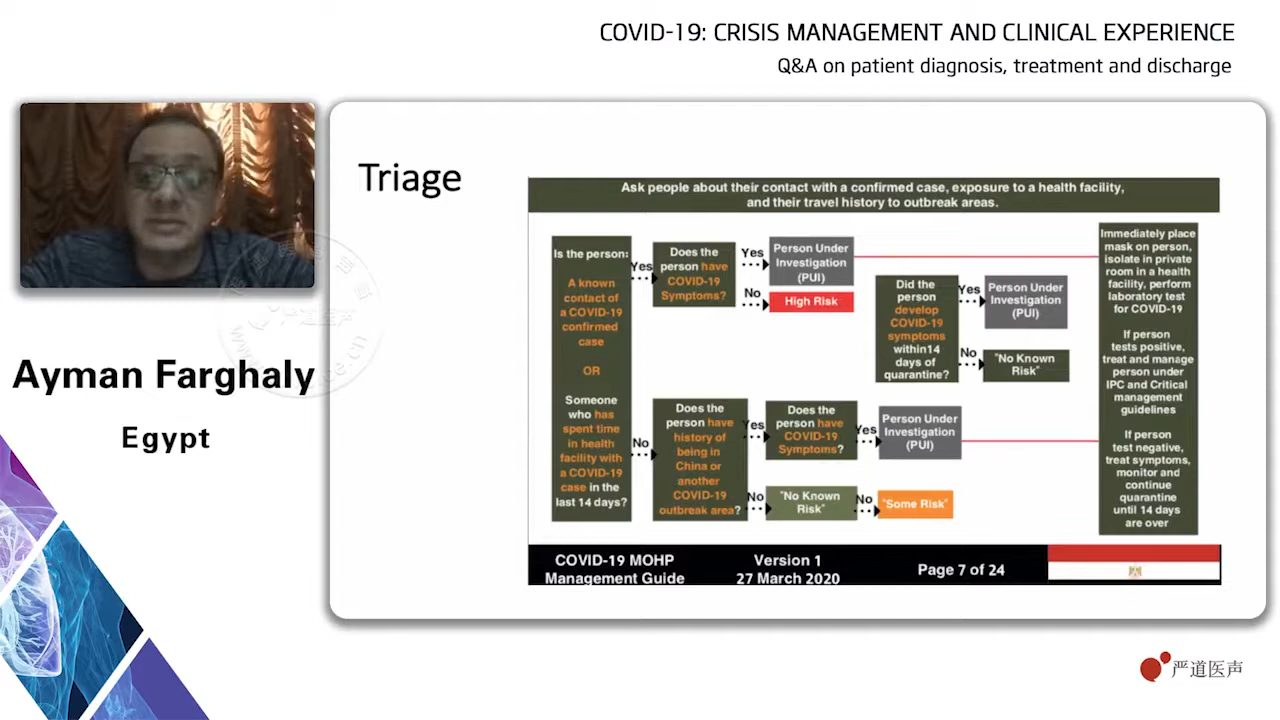 COVID-19: CRISIS MANAGEMENT AND CLINICAL EXPERIENCE
Q&A on patient diagnosis, treatment and discharge
Ayman Farghaly
Egypt
Triage
Ask people about their contact with a confirmed case, exposure to a health facility,
and their travel history to outbreak areas.
Is the person:
A known
contact of
a COVID-19
confirmed
case
OR
Someone
who has
spent time
in health
facility with
a COVID-19
case in the
last 14 days?
Yes
Does the
person have
COVID-19
Symptoms?
Yes
Person Under
Investigation
(PUI)
No
High Risk
Did the
person
develop
COVID-19
symptoms
within14
days of
quarantine?
Yes
Person Under
Investigation
(PUI)
No
"No Known
Risk"
No
Does the
person have
history of
being in
China or
another
COVID-19
outbreak area?
Yes
Does the
person have
COVID-19
Symptoms?
Yes
Person Under
Investigation
(PUI)
No
"No Known
Risk"
No
"Some Risk"
Immediately place
mask on person,
isolate in private
room in a health
facility, perform
laboratory test
for COVID-19
If person
tests positive,
treat and manage
person under
IPC and Critical
management
guidelines
If person
test negative,
treat symptoms,
monitor and
continue
quarantine
until 14 days
are over
COVID-19 MOHP
Management Guide
Version 1
27 March 2020
Page 7 of 24
严道医声